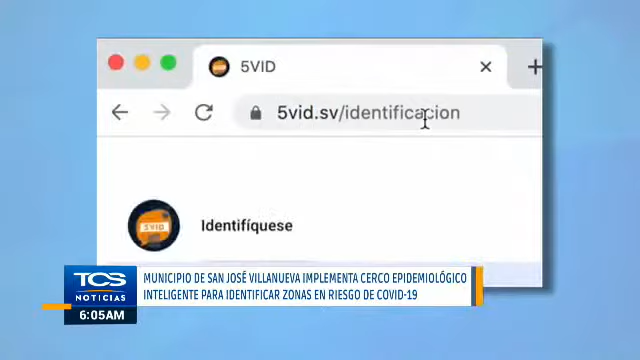 5VID
5vid.sv/identificacion
5VID
Identifíquese
TCS
NOTICIAS
6:05AM
MUNICIPIO DE SAN JOSÉ VILLANUEVA IMPLEMENTA CERCO EPIDEMIOLÓGICO
INTELIGENTE PARA IDENTIFICAR ZONAS EN RIESGO DE COVID-19